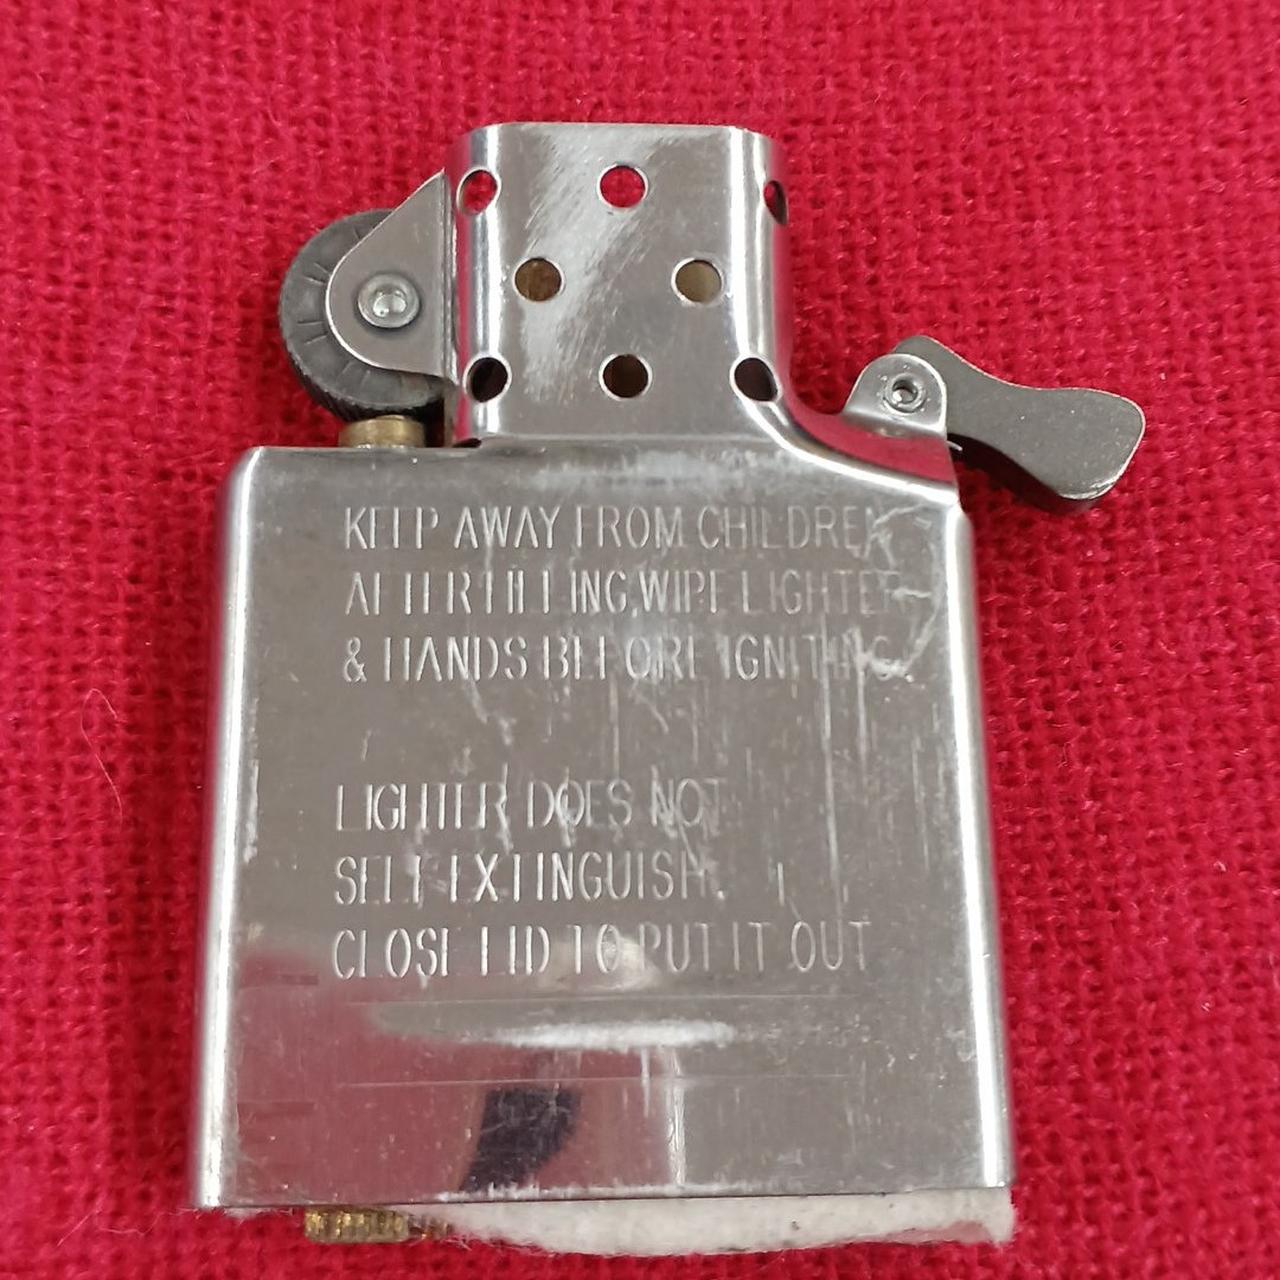 KEEP AWAY FROM CHILDREN
AFTER FILLING, WIPE LIGHTER
& HANDS BEFORE IGNITING.
LIGHTER DOES NOT
SELF EXTINGUISH.
CLOSE LID TO PUT IT OUT